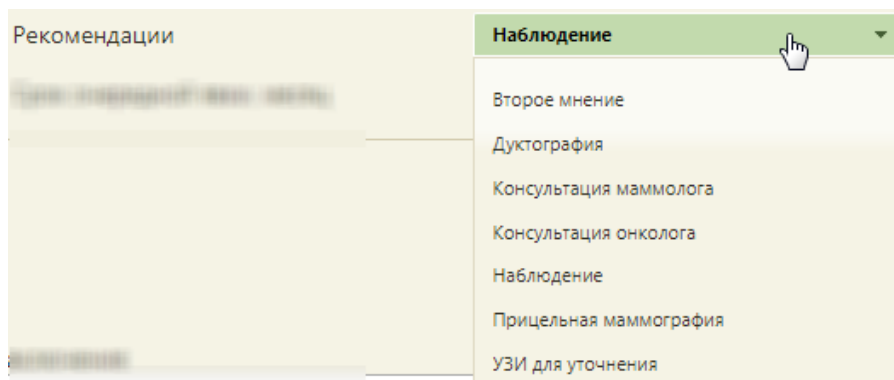 Рекомендации
Наблюдение
Второе мнение
Дуктография
Консультация маммолога
Консультация онколога
Наблюдение
Прицельная маммография
УЗИ для уточнения